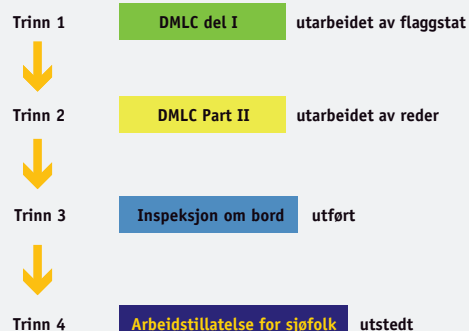 Trinn 1 DMLC del I utarbeidet av flaggstat
Trinn 2 DMLC Part II utarbeidet av reder
Trinn 3 Inspeksjon om bord utført
Trinn 4 Arbeidstillatelse for sjøfolk utstedt